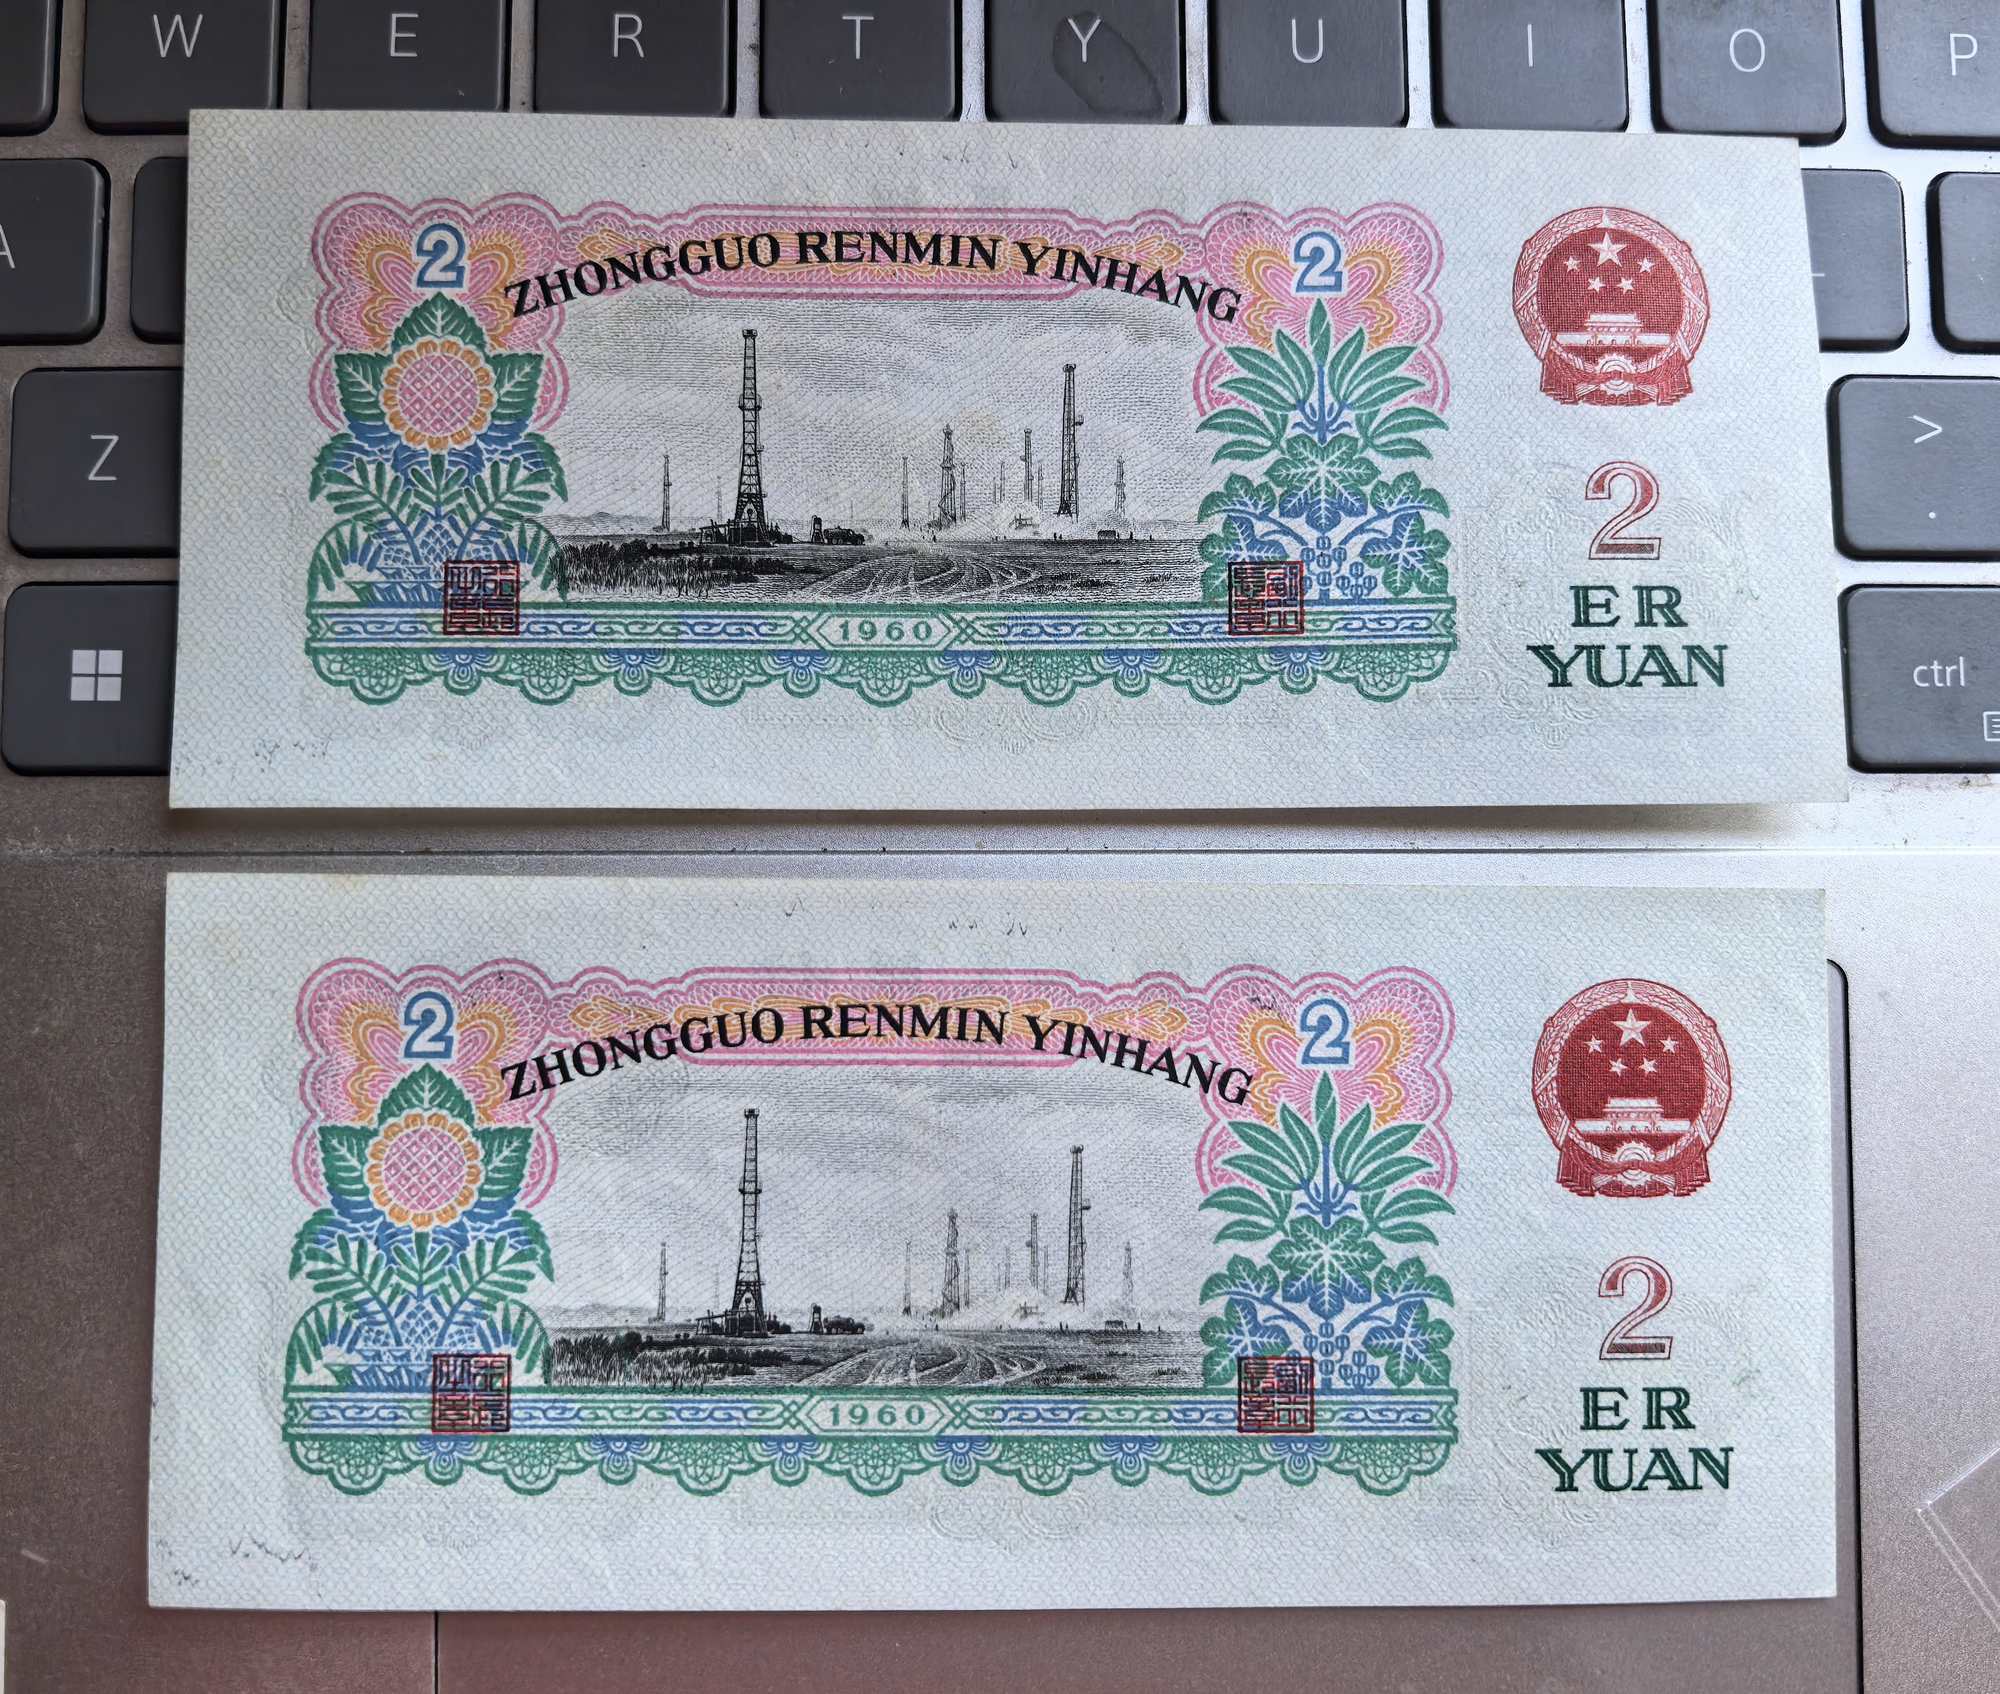 W E R T Y U I O P
2 ZHONGGUO RENMIN YINHANG 2
A
Z
>
.
2
ER
YUAN
1960
ctrl
2 ZHONGGUO RENMIN YINHANG 2
2
ER
YUAN
1960